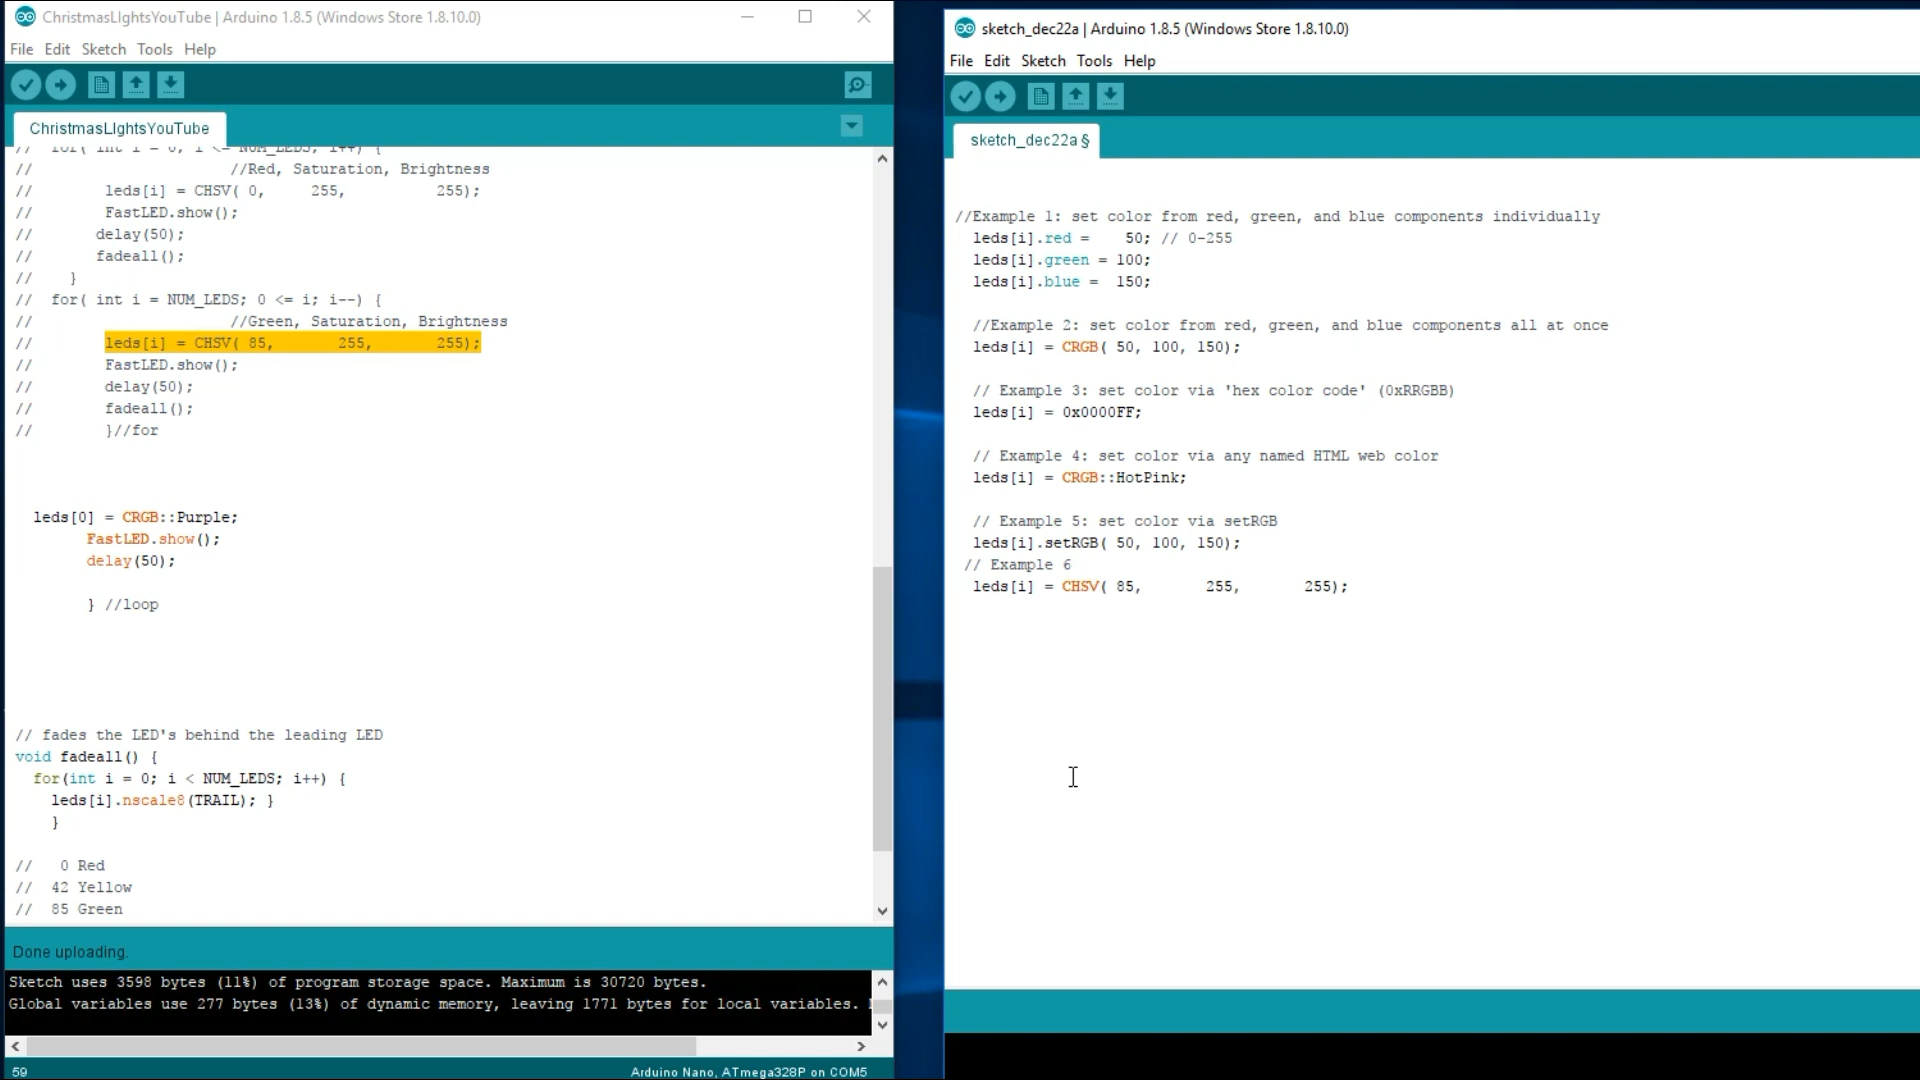 ChristmasLIghtsYouTube | Arduino 1.8.5 (Windows Store 1.8.10.0)
File Edit Sketch Tools Help
ChristmasLIghtsYouTube
// for( int i = 0; i <= NUM_LEDS; i++) {
// //Red, Saturation, Brightness
// leds[i] = CHSV( 0, 255, 255);
// FastLED.show();
// delay(50);
// fadeall();
// }
// for( int i = NUM_LEDS; 0 <= i; i--) {
// //Green, Saturation, Brightness
// leds[i] = CHSV( 85, 255, 255);
// FastLED.show();
// delay(50);
// fadeall();
// }//for
leds[0] = CRGB::Purple;
FastLED.show();
delay(50);
} //loop
// fades the LED's behind the leading LED
void fadeall() {
for(int i = 0; i < NUM_LEDS; i++) {
leds[i].nscale8(TRAIL); }
}
// 0 Red
// 42 Yellow
// 85 Green
Done uploading.
Sketch uses 3598 bytes (11%) of program storage space. Maximum is 30720 bytes.
Global variables use 277 bytes (13%) of dynamic memory, leaving 1771 bytes for local variables.
59
Arduino Nano, ATmega328P on COM5
sketch_dec22a | Arduino 1.8.5 (Windows Store 1.8.10.0)
File Edit Sketch Tools Help
sketch_dec22a §
//Example 1: set color from red, green, and blue components individually
leds[i].red = 50; // 0-255
leds[i].green = 100;
leds[i].blue = 150;
//Example 2: set color from red, green, and blue components all at once
leds[i] = CRGB( 50, 100, 150);
// Example 3: set color via 'hex color code' (0xRRGGBB)
leds[i] = 0x0000FF;
// Example 4: set color via any named HTML web color
leds[i] = CRGB::HotPink;
// Example 5: set color via setRGB
leds[i].setRGB( 50, 100, 150);
// Example 6
leds[i] = CHSV( 85, 255, 255);